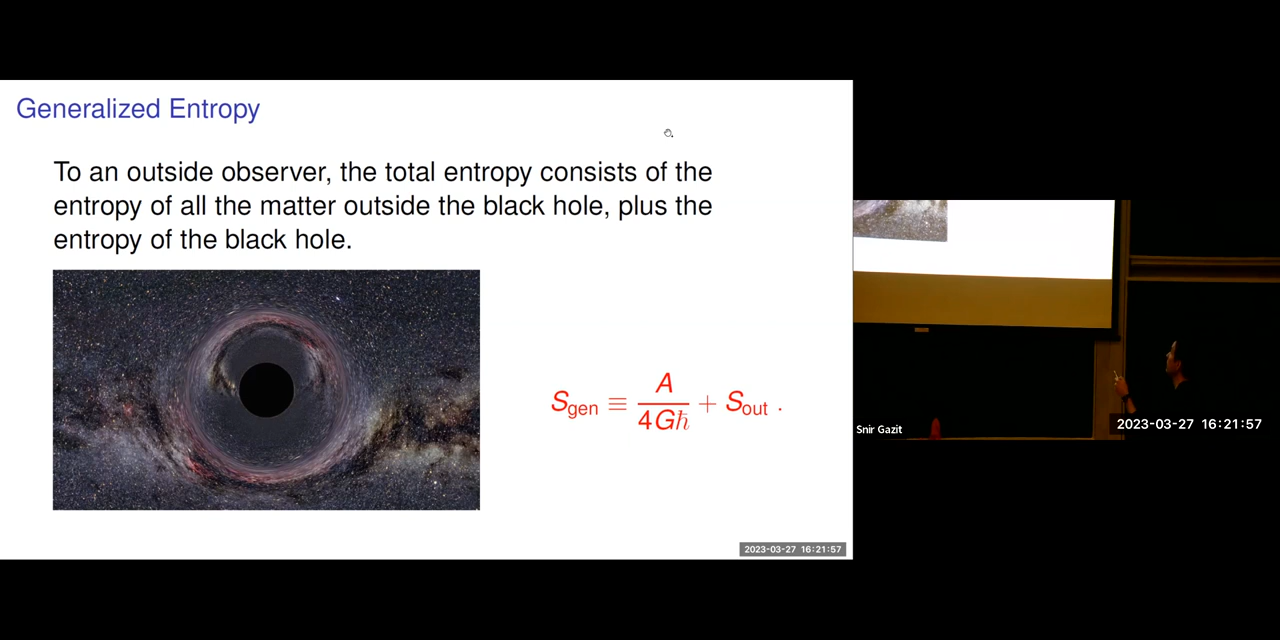 Generalized Entropy
To an outside observer, the total entropy consists of the
entropy of all the matter outside the black hole, plus the
entropy of the black hole.
S_gen ≡ A / 4Għ + S_out .
2023-03-27 16:21:57
Snir Gazit
2023-03-27 16:21:57